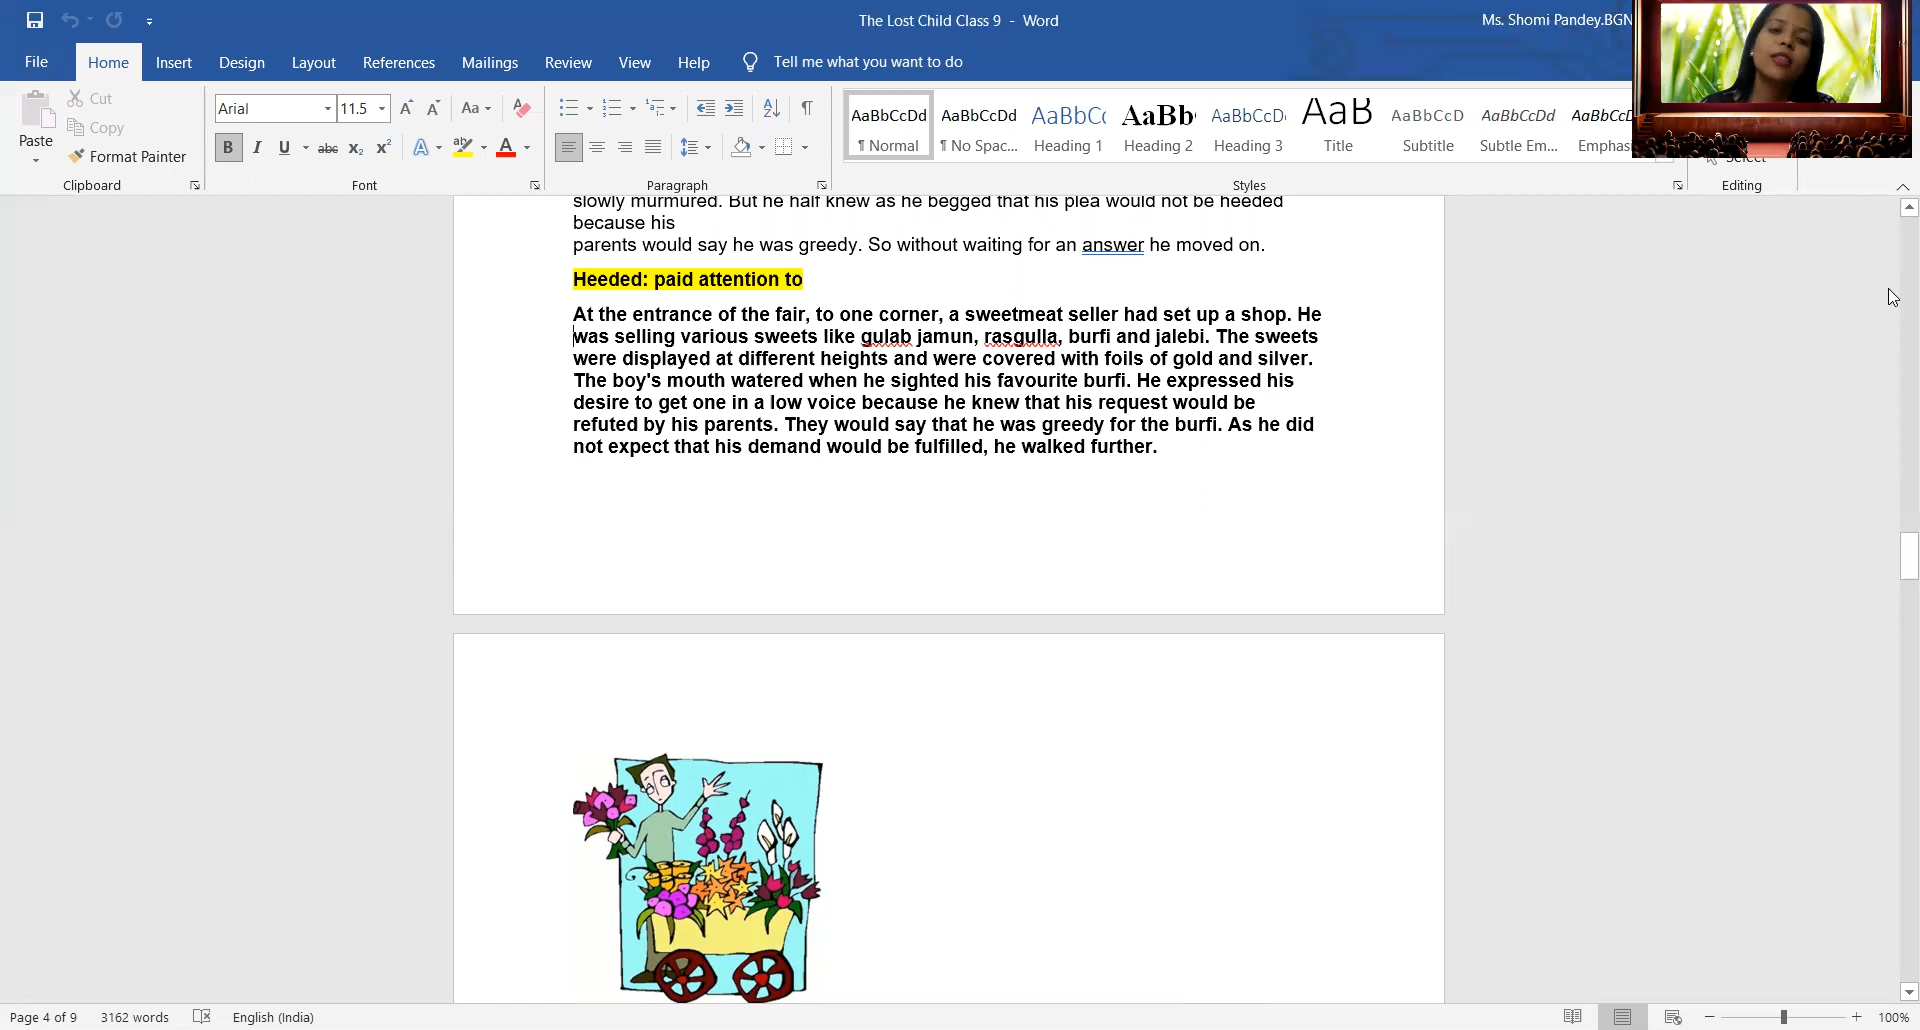 The Lost Child Class 9 - Word
Ms. Shomi Pandey.BGN
File Home Insert Design Layout References Mailings Review View Help Tell me what you want to do
Paste
Cut
Copy
Format Painter
Clipboard
Arial 11.5
Font
Paragraph
AaBbCcDd AaBbCcDd AaBbCc AaBb AaBbCcD AaB AaBbCcD AaBbCcDd AaBbCcD
¶ Normal ¶ No Spac... Heading 1 Heading 2 Heading 3 Title Subtitle Subtle Em... Emphas
Styles
Select
Editing
slowly murmured. But he half knew as he begged that his plea would not be heeded
because his
parents would say he was greedy. So without waiting for an answer he moved on.
Heeded: paid attention to
At the entrance of the fair, to one corner, a sweetmeat seller had set up a shop. He
was selling various sweets like gulab jamun, rasgulla, burfi and jalebi. The sweets
were displayed at different heights and were covered with foils of gold and silver.
The boy's mouth watered when he sighted his favourite burfi. He expressed his
desire to get one in a low voice because he knew that his request would be
refuted by his parents. They would say that he was greedy for the burfi. As he did
not expect that his demand would be fulfilled, he walked further.
Page 4 of 9 3162 words English (India) 100%